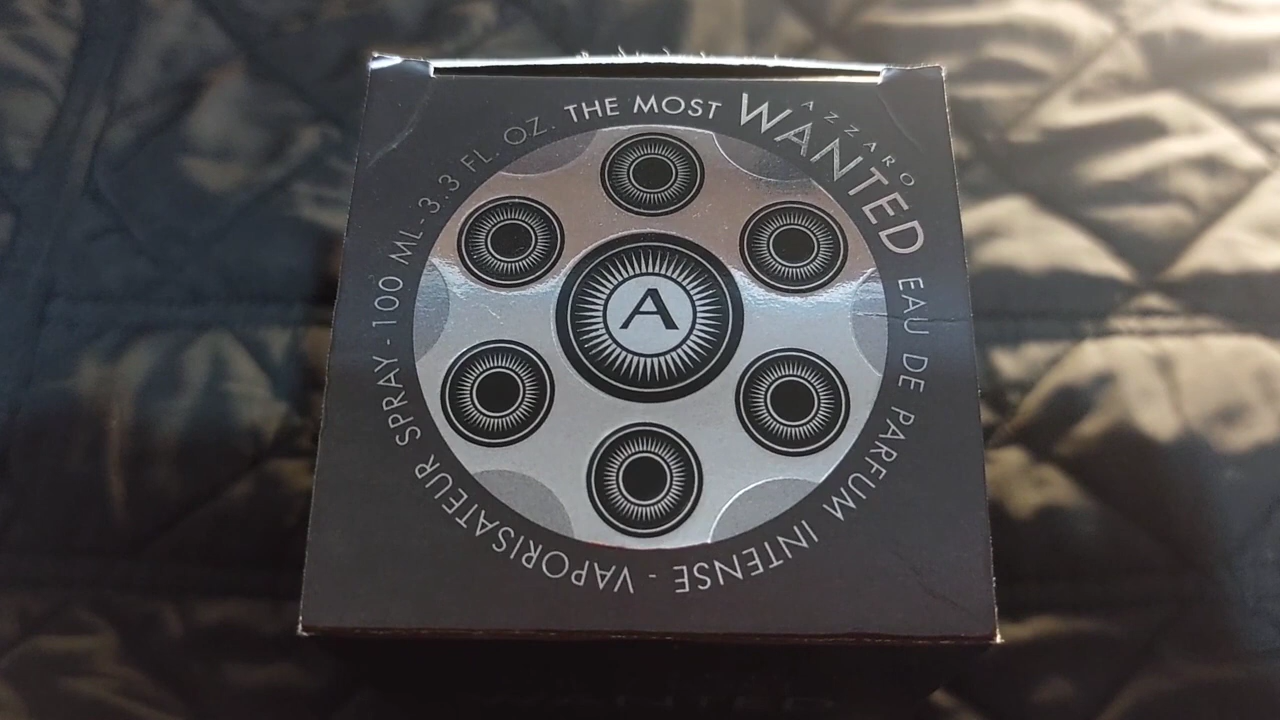 THE MOST
AZZARO
WANTED
EAU DE PARFUM INTENSE - VAPORISATEUR SPRAY - 100 ML - 3.3 FL. OZ.
A